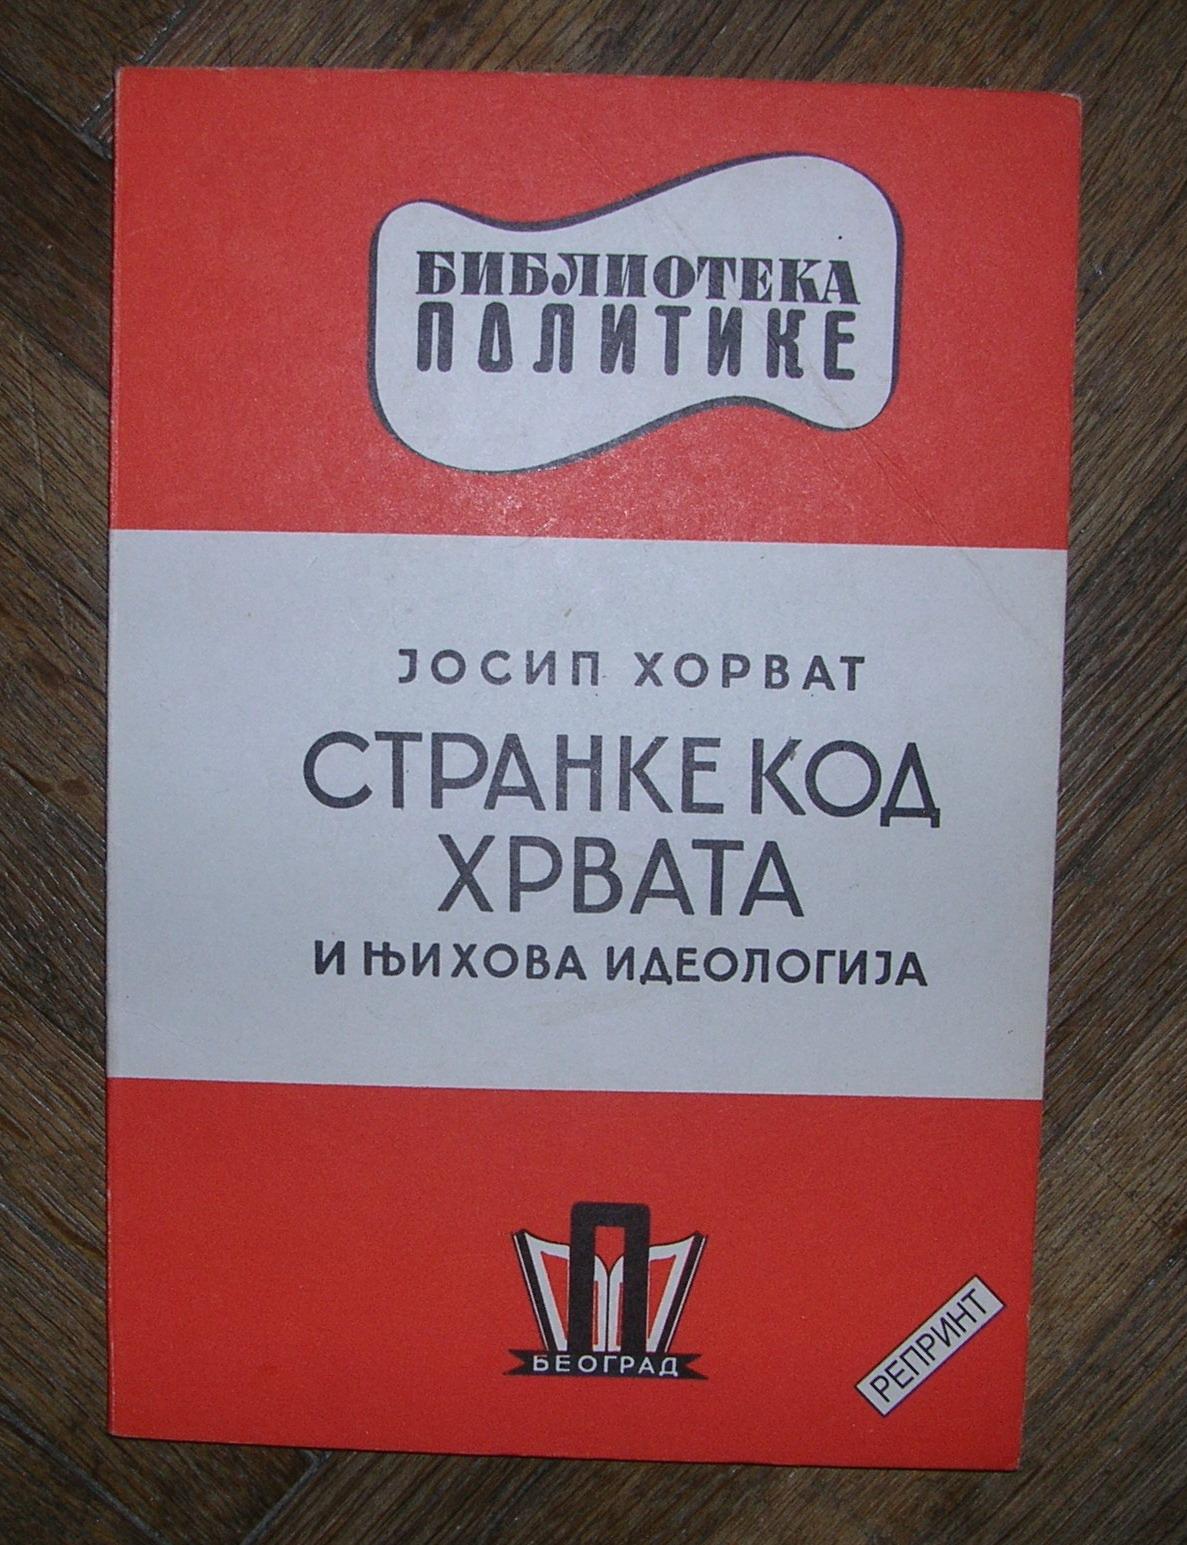 БИБЛИОТЕКА
ПОЛИТИКЕ
ЈОСИП ХОРВАТ
СТРАНКЕ КОД
ХРВАТА
И ЊИХОВА ИДЕОЛОГИЈА
П
БЕОГРАД
РЕПРИНТ